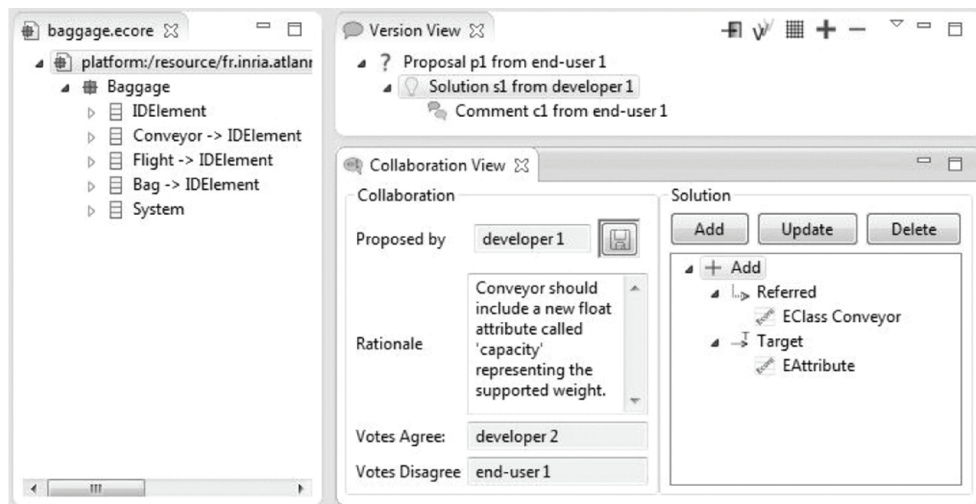 baggage.ecore
platform:/resource/fr.inria.atlanr
Baggage
IDElement
Conveyor -> IDElement
Flight -> IDElement
Bag -> IDElement
System
Version View
Proposal p1 from end-user 1
Solution s1 from developer 1
Comment c1 from end-user 1
Collaboration View
Collaboration
Proposed by
developer 1
Rationale
Conveyor should
include a new float
attribute called
'capacity'
representing the
supported weight.
Votes Agree:
developer 2
Votes Disagree
end-user 1
Solution
Add
Update
Delete
Add
Referred
EClass Conveyor
Target
EAttribute